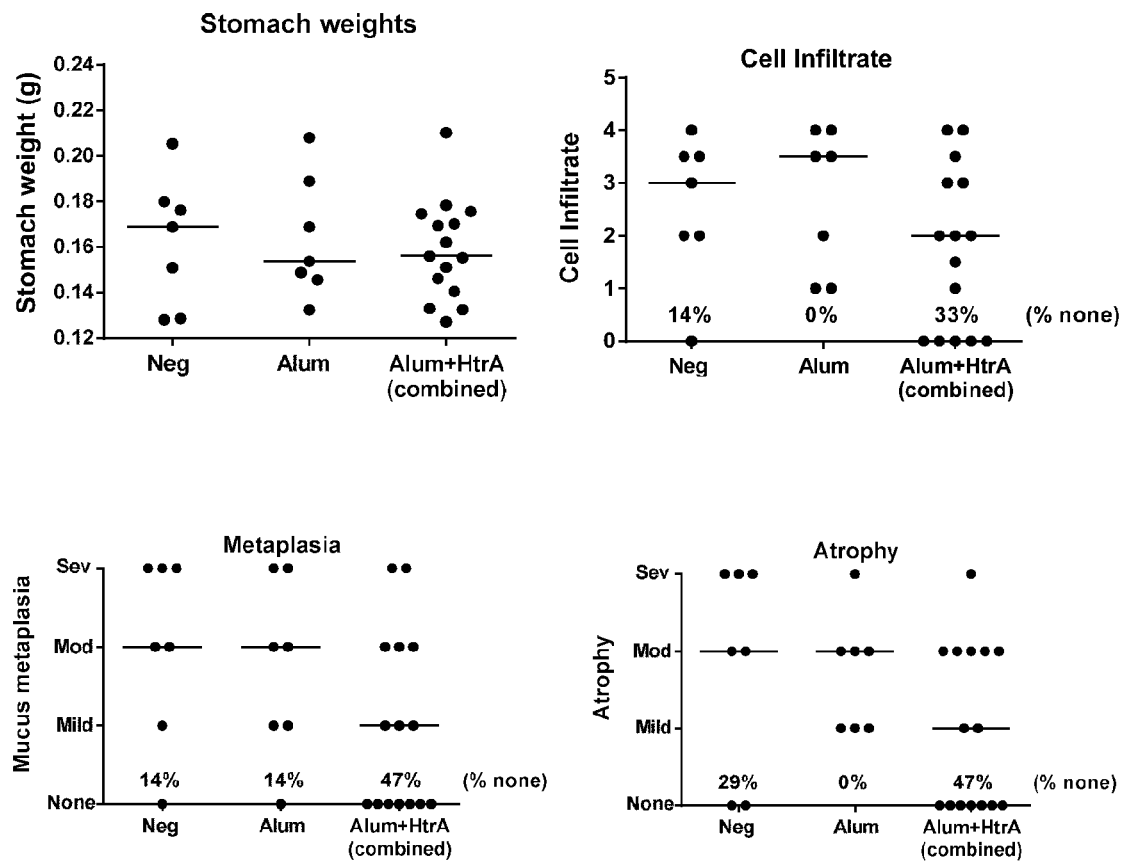 Stomach weights
Stomach weight (g)
0.24
0.22
0.20
0.18
0.16
0.14
0.12
Neg Alum Alum+HtrA
(combined)
Cell Infiltrate
Cell Infiltrate
5
4
3
2
1
0
14% 0% 33% (% none)
Neg Alum Alum+HtrA
(combined)
Metaplasia
Mucus metaplasia
Sev
Mod
Mild
None
14% 14% 47% (% none)
Neg Alum Alum+HtrA
(combined)
Atrophy
Atrophy
Sev
Mod
Mild
None
29% 0% 47% (% none)
Neg Alum Alum+HtrA
(combined)